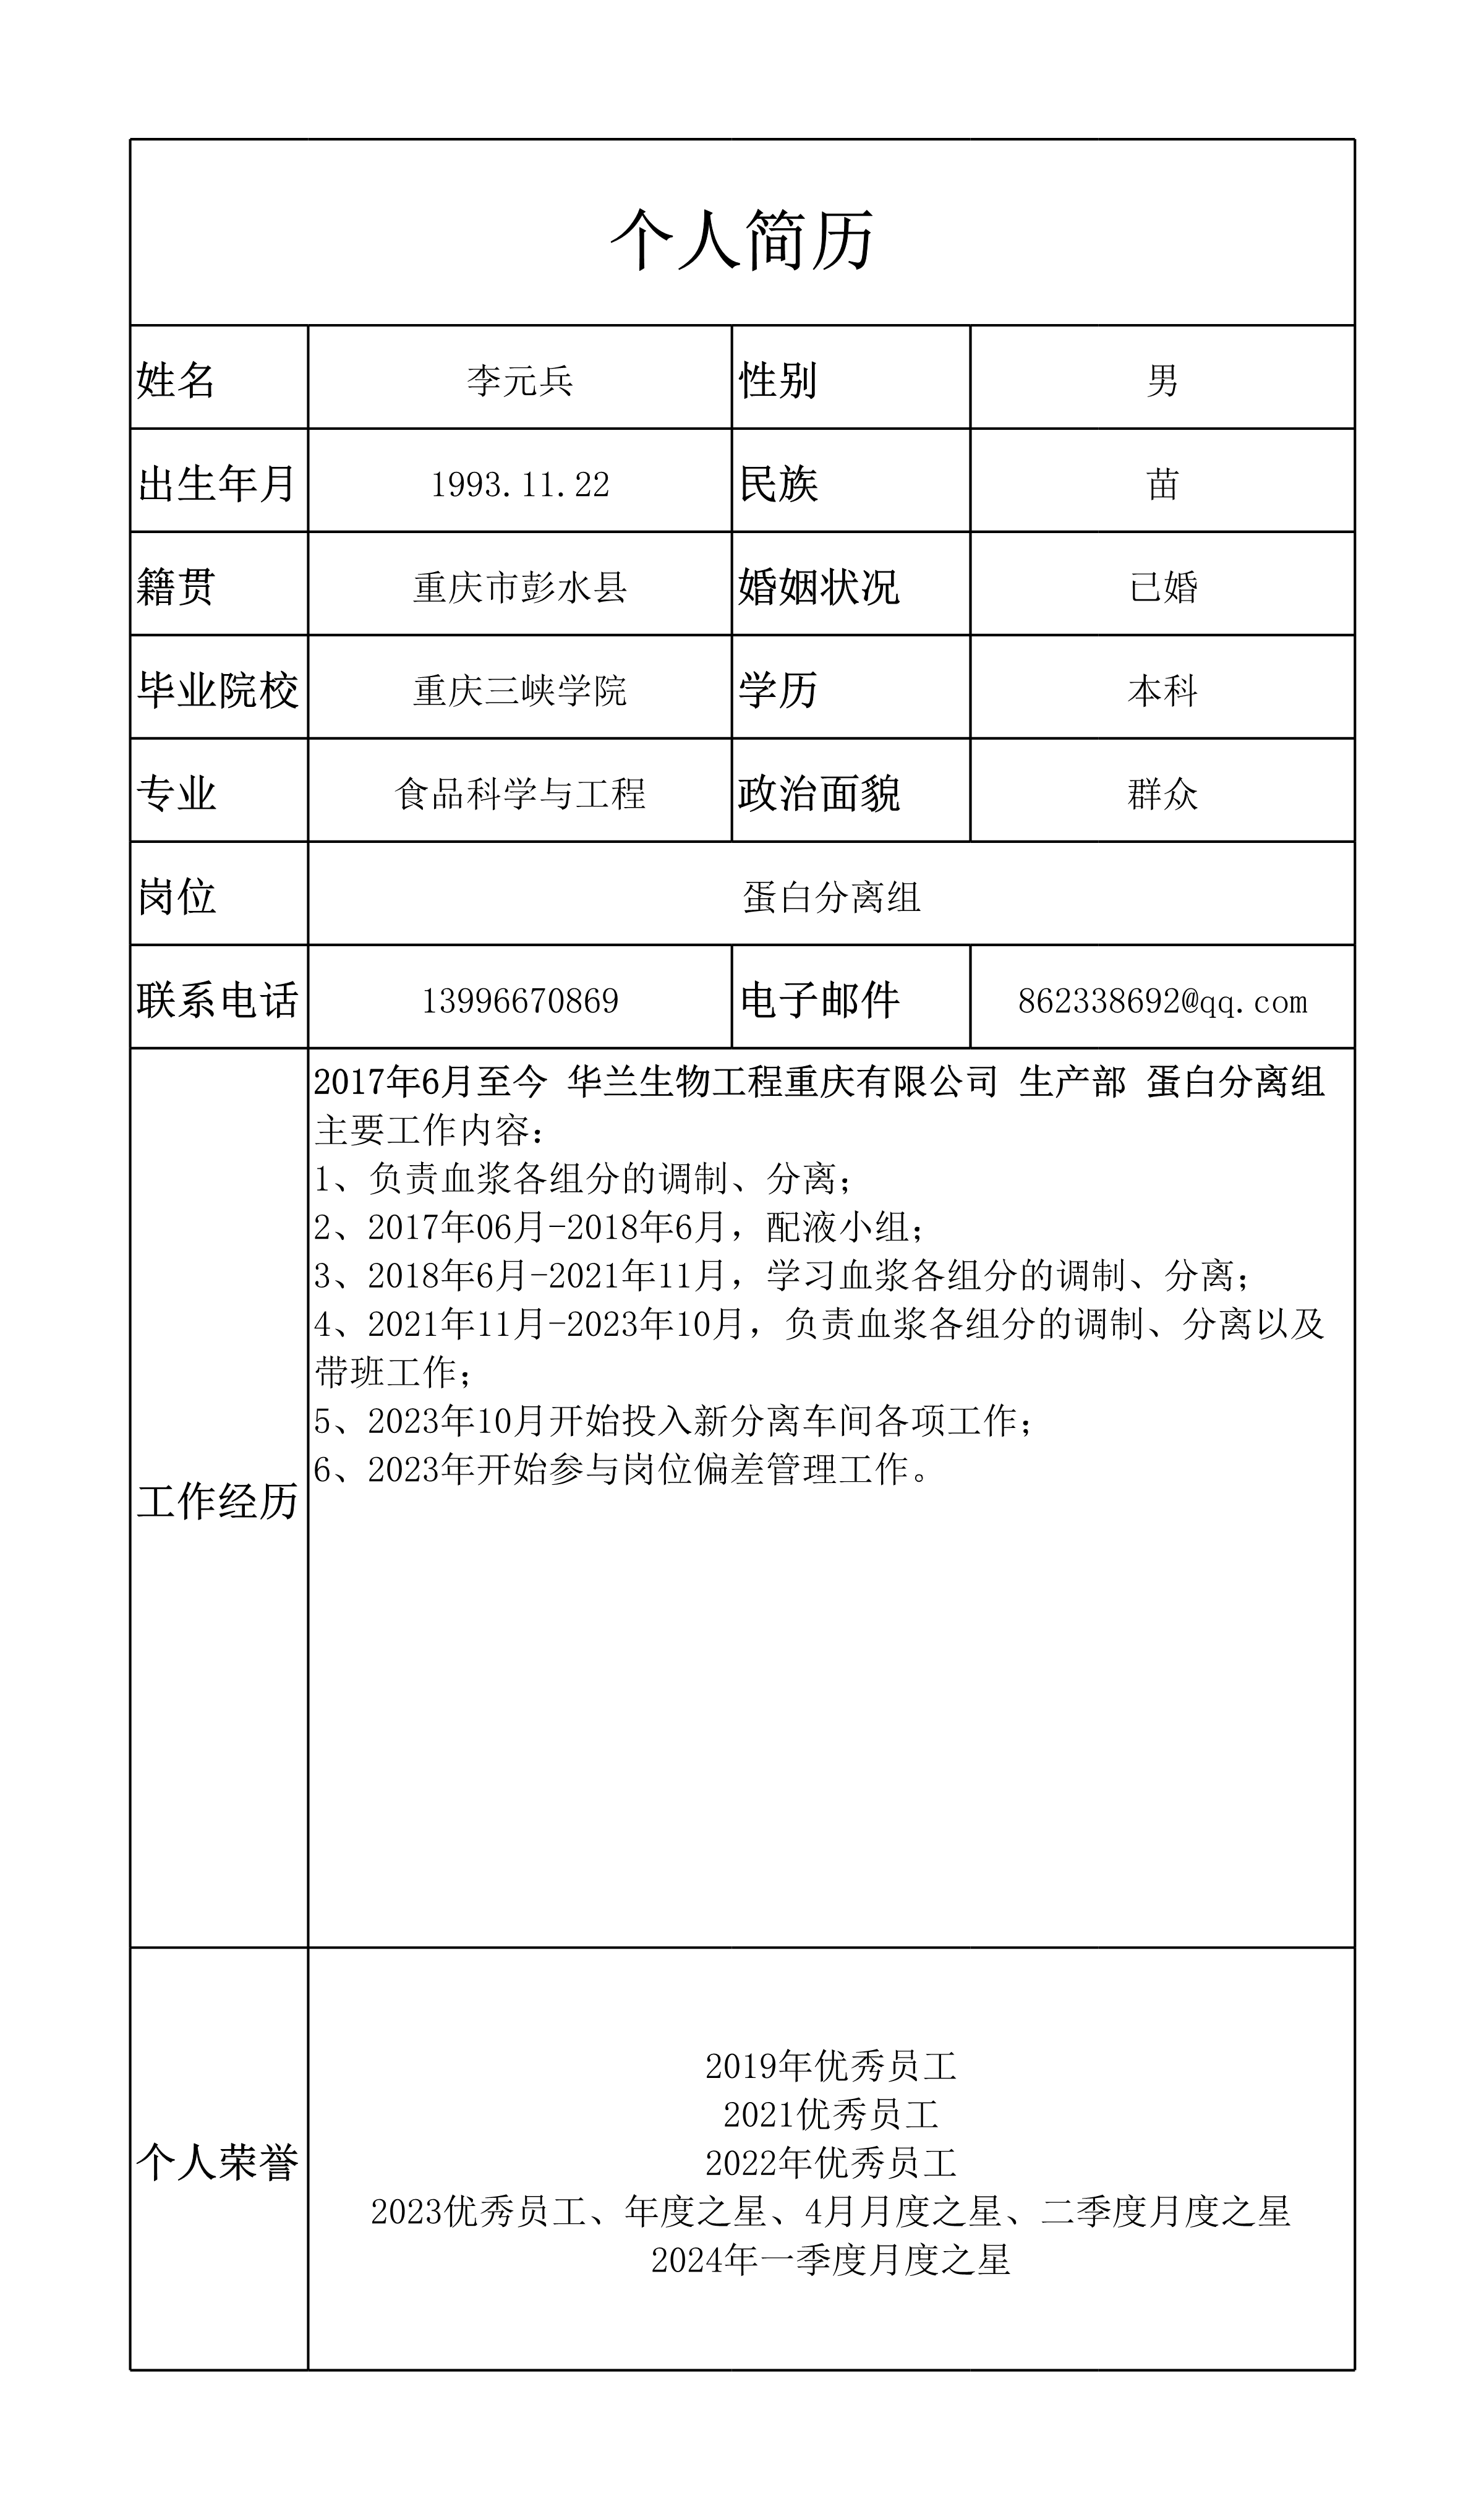 个人简历
姓名 李元兵 性别 男
出生年月 1993.11.22 民族 苗
籍贯 重庆市彭水县 婚姻状况 已婚
毕业院校 重庆三峡学院 学历 本科
专业 食品科学与工程 政治面貌 群众
岗位 蛋白分离组
联系电话 13996670869 电子邮件 862338692@qq.com
工作经历
2017年6月至今 华兰生物工程重庆有限公司 生产部 蛋白分离组
主要工作内容：
1、负责血浆各组分的调制、分离；
2、2017年06月-2018年6月，配液小组；
3、2018年6月-2021年11月，学习血浆各组分的调制、分离；
4、2021年11月-2023年10月，负责血浆各组分的调制、分离以及
带班工作；
5、2023年10月开始投入新分离车间各项工作；
6、2023年开始参与岗位偏差管理工作。
个人荣誉
2019年优秀员工
2021优秀员工
2022年优秀员工
2023优秀员工、年度之星、4月月度之星、二季度月度之星
2024年一季度月度之星